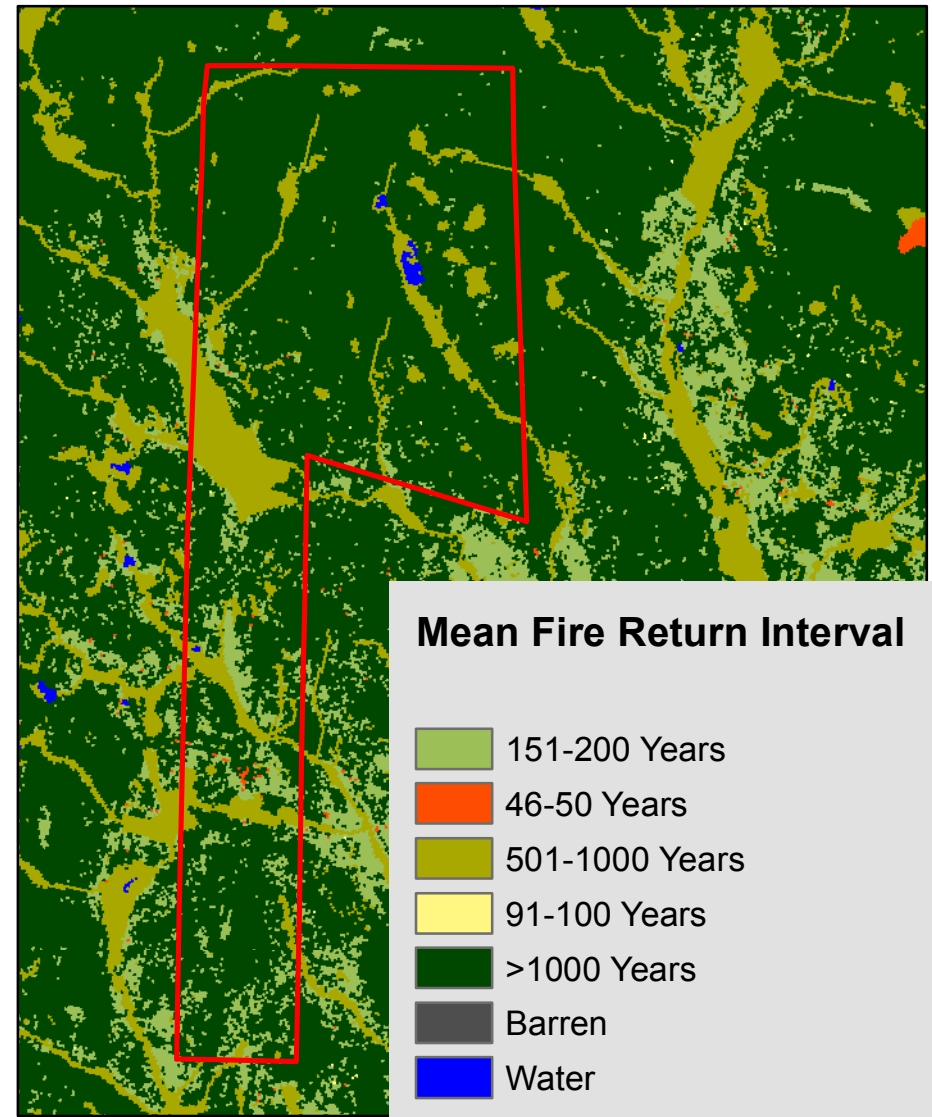 Mean Fire Return Interval
151-200 Years
46-50 Years
501-1000 Years
91-100 Years
>1000 Years
Barren
Water